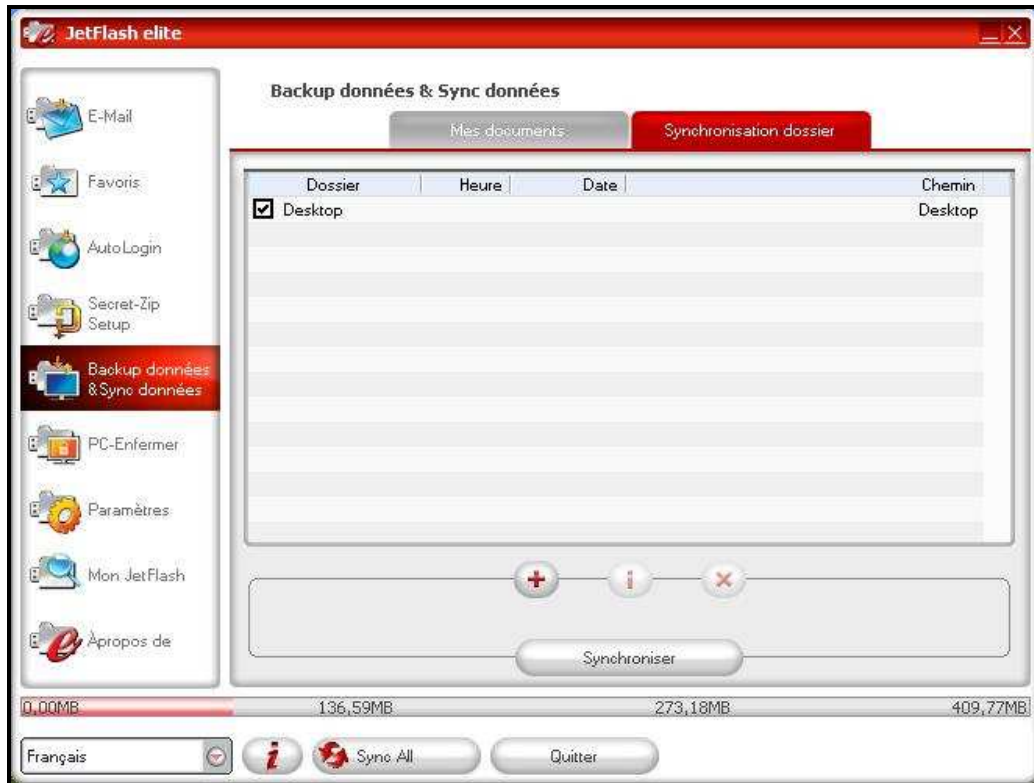 JetFlash elite
E-Mail
Favoris
AutoLogin
Secret-Zip
Setup
Backup données
& Sync données
PC-Enfermer
Paramètres
Mon JetFlash
Àpropos de
Backup données & Sync données
Mes documents
Synchronisation dossier
Dossier Heure Date Chemin
Desktop Desktop
Synchroniser
0,00MB 136,59MB 273,18MB 409,77MB
Français
Sync All
Quitter